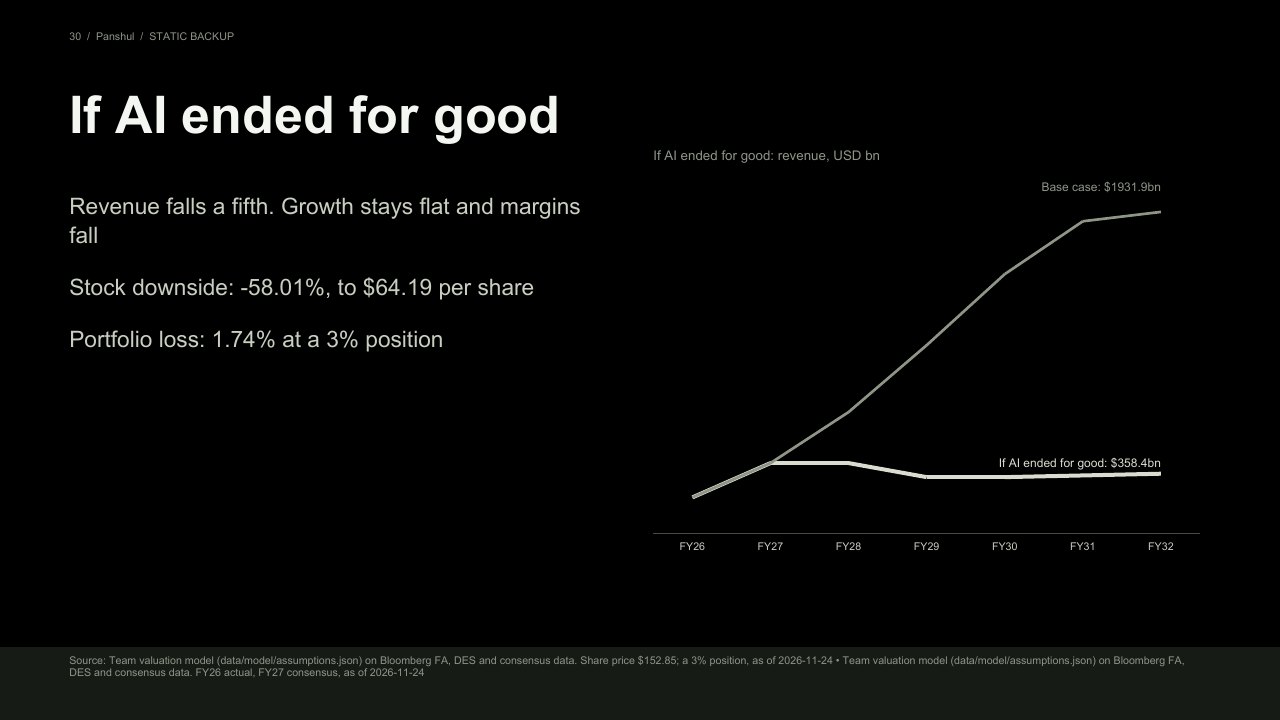 30 / Panshul / STATIC BACKUP
If AI ended for good
Revenue falls a fifth. Growth stays flat and margins
fall
Stock downside: -58.01%, to $64.19 per share
Portfolio loss: 1.74% at a 3% position
If AI ended for good: revenue, USD bn
Base case: $1931.9bn
If AI ended for good: $358.4bn
FY26 FY27 FY28 FY29 FY30 FY31 FY32
Source: Team valuation model (data/model/assumptions.json) on Bloomberg FA, DES and consensus data. Share price $152.85; a 3% position, as of 2026-11-24 • Team valuation model (data/model/assumptions.json) on Bloomberg FA,
DES and consensus data. FY26 actual, FY27 consensus, as of 2026-11-24